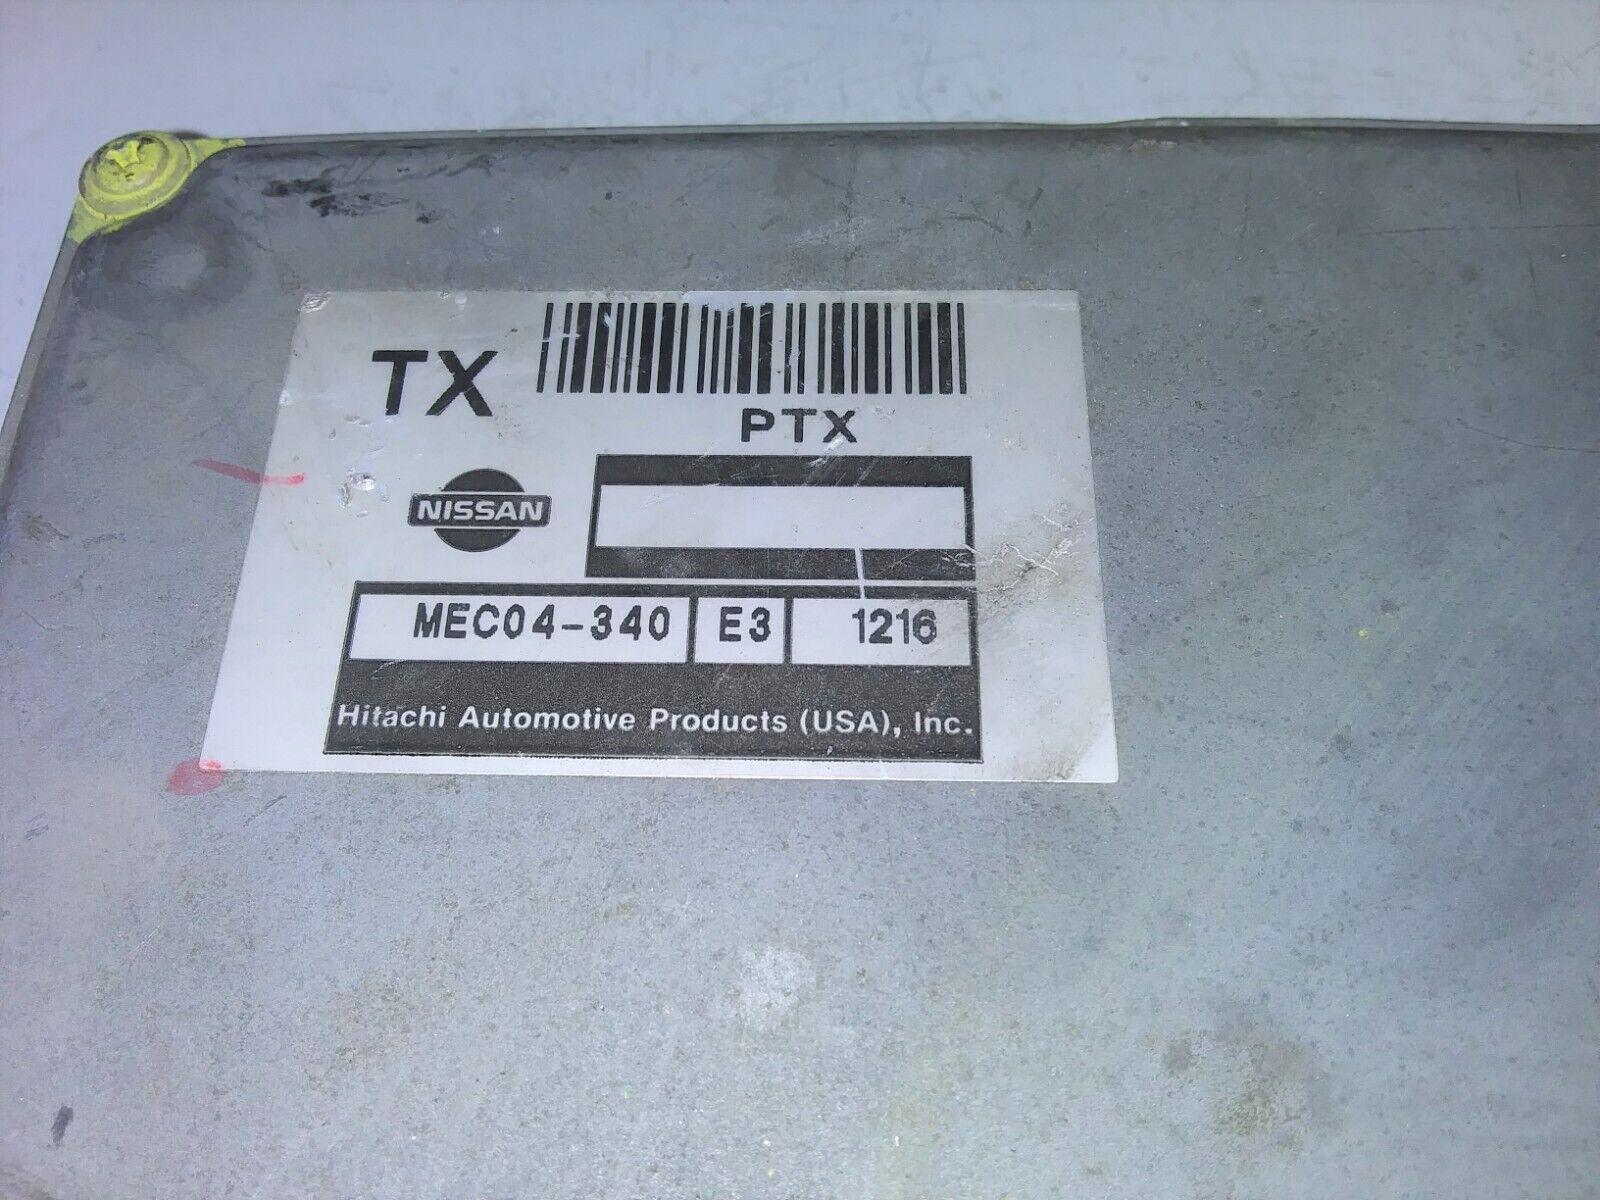 TX
PTX
NISSAN
MEC04-340 E3 1216
Hitachi Automotive Products (USA), Inc.